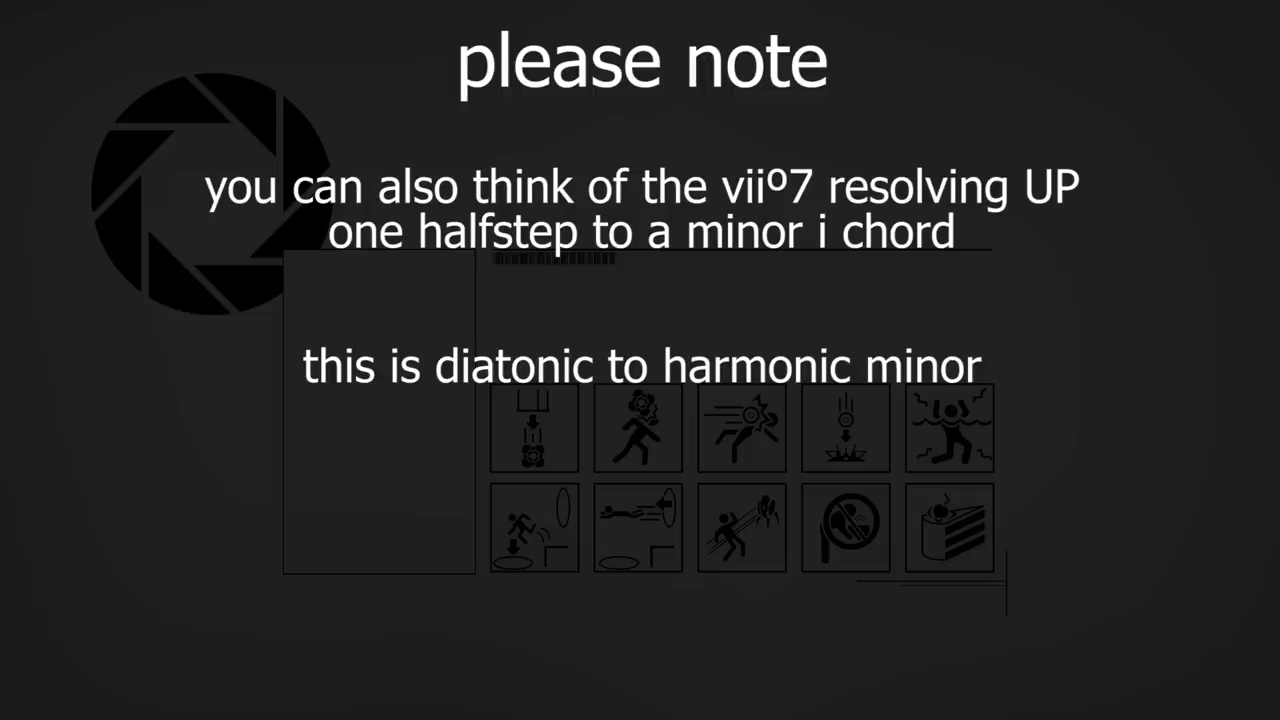 please note
you can also think of the viiº7 resolving UP
one halfstep to a minor i chord
this is diatonic to harmonic minor